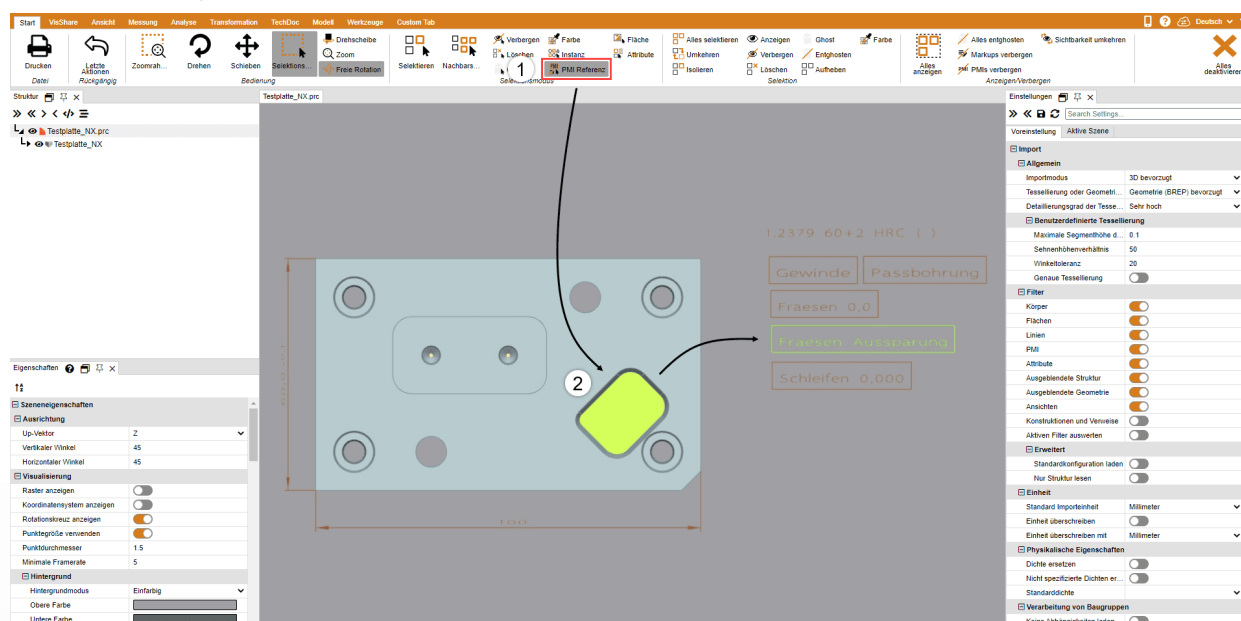 Start VisShare Ansicht Messung Analyse Transformation TechDoc Modell Werkzeuge Custom Tab Deutsch
Drucken
Datei
Letzte Aktionen
Rückgängig
Zoomrah...
Drehen
Schieben
Selektions...
Drehscheibe
Zoom
Freie Rotation
Bedienung
Selektieren
Nachbars...
Verbergen
Löschen
Farbe
Instanz
PMI Referenz
Fläche
Attribute
1
Alles selektieren
Umkehren
Isolieren
Anzeigen
Verbergen
Löschen
Ghost
Entghosten
Aufheben
Farbe
Selektion
Alles anzeigen
Alles entghosten
Markups verbergen
PMIs verbergen
Sichtbarkeit umkehren
Anzeigen/Verbergen
Alles
deaktivieren
Struktur
Testplatte_NX.prc
Testplatte_NX
Eigenschaften
Szeneneigenschaften
Ausrichtung
Up-Vektor Z
Vertikaler Winkel 45
Horizontaler Winkel 45
Visualisierung
Raster anzeigen
Koordinatensystem anzeigen
Rotationskreuz anzeigen
Punktegröße verwenden
Punktdurchmesser 1.5
Minimale Framerate 5
Hintergrund
Hintergrundmodus Einfarbig
Obere Farbe
Untere Farbe
Testplatte_NX.prc
1.2379 60+2 HRC ( )
Gewinde Passbohrung
Fraesen 0,0
Fraesen Aussparung
Schleifen 0,000
2
100
Einstellungen
Search Settings...
Voreinstellung Aktive Szene
Import
Allgemein
Importmodus 3D bevorzugt
Tessellierung oder Geometri... Geometrie (BREP) bevorzugt
Detaillierungsgrad der Tesse... Sehr hoch
Benutzerdefinierte Tessellierung
Maximale Segmenthöhe d... 0.1
Sehnenhöhenverhältnis 50
Winkeltoleranz 20
Genaue Tessellierung
Filter
Körper
Flächen
Linien
PMI
Attribute
Ausgeblendete Struktur
Ausgeblendete Geometrie
Ansichten
Konstruktionen und Verweise
Aktiven Filter auswerten
Erweitert
Standardkonfiguration laden
Nur Struktur lesen
Einheit
Standard Importeinheit Millimeter
Einheit überschreiben
Einheit überschreiben mit Millimeter
Physikalische Eigenschaften
Dichte ersetzen
Nicht spezifizierte Dichten er...
Standarddichte
Verarbeitung von Baugruppen